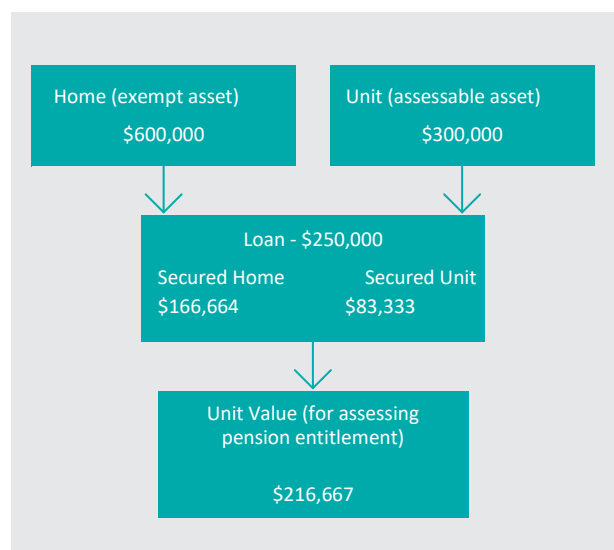 Home (exempt asset)
$600,000
Unit (assessable asset)
$300,000
Loan - $250,000
Secured Home
$166,664
Secured Unit
$83,333
Unit Value (for assessing
pension entitlement)
$216,667